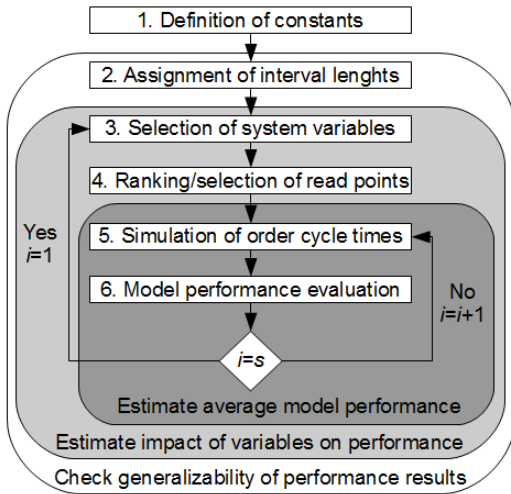 1. Definition of constants
2. Assignment of interval lenghts
3. Selection of system variables
4. Ranking/selection of read points
5. Simulation of order cycle times
6. Model performance evaluation
Yes
i=1
No
i=i+1
i=s
Estimate average model performance
Estimate impact of variables on performance
Check generalizability of performance results